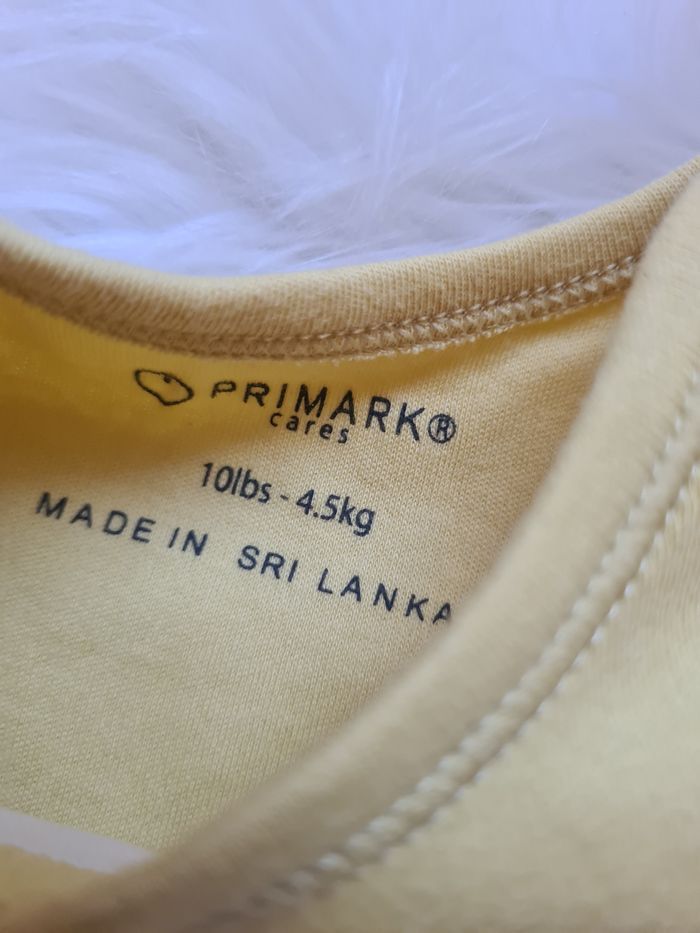 PRIMARK®
cares
10lbs - 4.5kg
MADE IN SRI LANKA